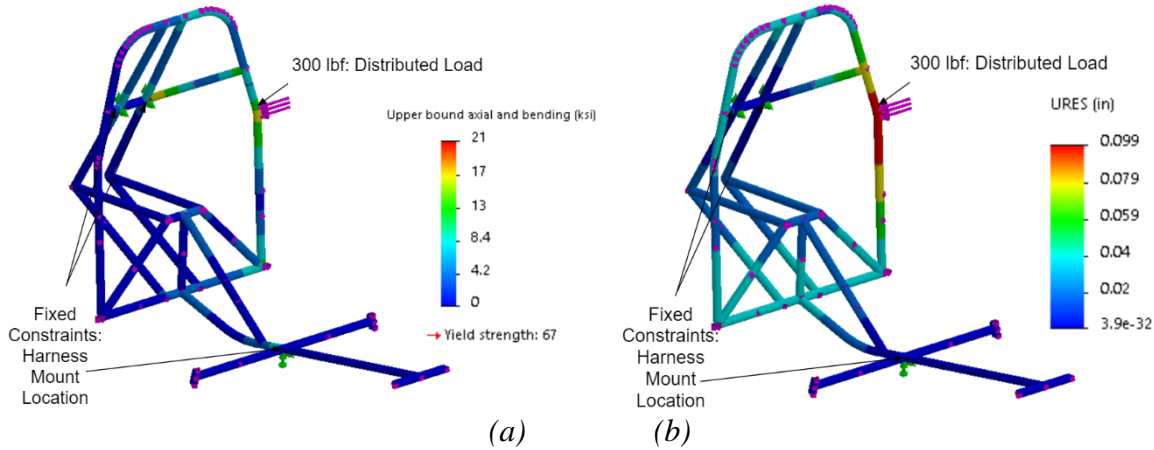 300 lbf: Distributed Load
Upper bound axial and bending (ksi)
21
17
13
8.4
4.2
0
Yield strength: 67
Fixed
Constraints:
Harness
Mount
Location
(a)
300 lbf: Distributed Load
URES (in)
0.099
0.079
0.059
0.04
0.02
3.9e-32
Fixed
Constraints:
Harness
Mount
Location
(b)